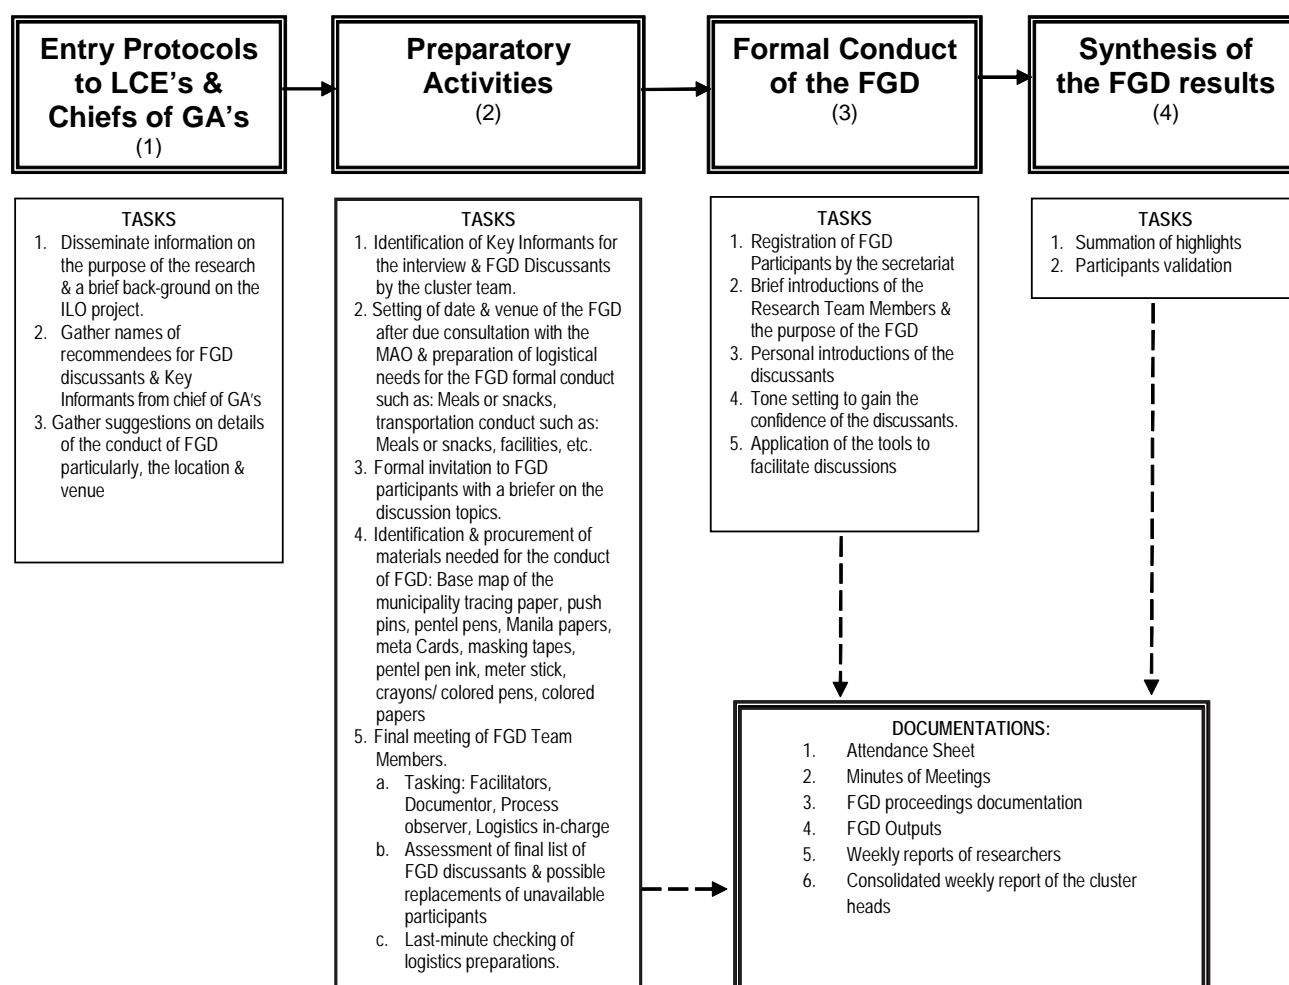 Entry Protocols
to LCE's &
Chiefs of GA's
(1)
Preparatory
Activities
(2)
Formal Conduct
of the FGD
(3)
Synthesis of
the FGD results
(4)
TASKS
1. Disseminate information on
the purpose of the research
& a brief back-ground on the
ILO project.
2. Gather names of
recommendees for FGD
discussants & Key
Informants from chief of GA's
3. Gather suggestions on details
of the conduct of FGD
particularly, the location &
venue
TASKS
1. Identification of Key Informants for
the interview & FGD Discussants
by the cluster team.
2. Setting of date & venue of the FGD
after due consultation with the
MAO & preparation of logistical
needs for the FGD formal conduct
such as: Meals or snacks,
transportation conduct such as:
Meals or snacks, facilities, etc.
3. Formal invitation to FGD
participants with a briefer on the
discussion topics.
4. Identification & procurement of
materials needed for the conduct
of FGD: Base map of the
municipality tracing paper, push
pins, pentel pens, Manila papers,
meta Cards, masking tapes,
pentel pen ink, meter stick,
crayons/ colored pens, colored
papers
5. Final meeting of FGD Team
Members.
a. Tasking: Facilitators,
Documentor, Process
observer, Logistics in-charge
b. Assessment of final list of
FGD discussants & possible
replacements of unavailable
participants
c. Last-minute checking of
logistics preparations.
TASKS
1. Registration of FGD
Participants by the secretariat
2. Brief introductions of the
Research Team Members &
the purpose of the FGD
3. Personal introductions of the
discussants
4. Tone setting to gain the
confidence of the discussants.
5. Application of the tools to
facilitate discussions
TASKS
1. Summation of highlights
2. Participants validation
DOCUMENTATIONS:
1. Attendance Sheet
2. Minutes of Meetings
3. FGD proceedings documentation
4. FGD Outputs
5. Weekly reports of researchers
6. Consolidated weekly report of the cluster
heads